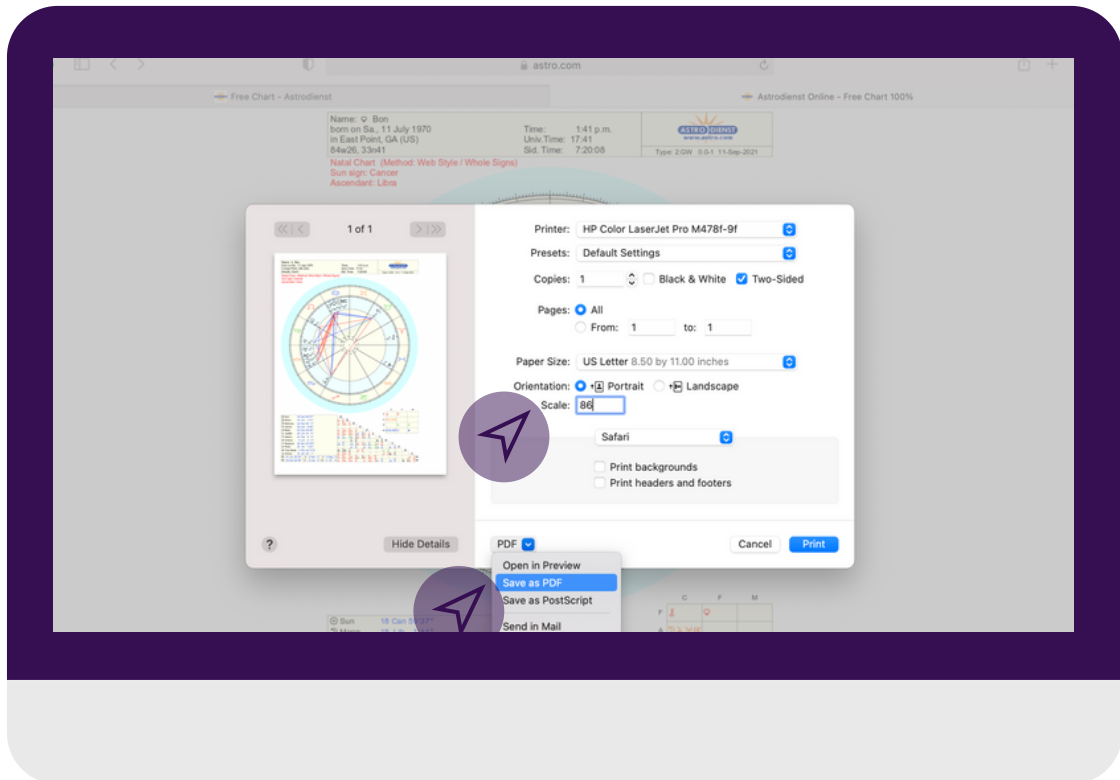 astro.com
Free Chart - Astrodienst
Astrodienst Online - Free Chart 100%
Name: ♀ Bon
born on Sa., 11 July 1970
in East Point, GA (US)
84w26, 33n41
Time: 1:41 p.m.
Univ.Time: 17:41
Sid. Time: 7:20:08
ASTRO DIENST
www.astro.com
Type: 2.GW 0.0-1 11-Sep-2021
Natal Chart (Method: Web Style / Whole Signs)
Sun sign: Cancer
Ascendant: Libra
1 of 1
Printer: HP Color LaserJet Pro M478f-9f
Presets: Default Settings
Copies: 1 Black & White Two-Sided
Pages: All
From: 1 to: 1
Paper Size: US Letter 8.50 by 11.00 inches
Orientation: Portrait Landscape
Scale: 86
Safari
Print backgrounds
Print headers and footers
? Hide Details PDF Cancel Print
Open in Preview
Save as PDF
Save as PostScript
Send in Mail
C F M
F
A
Sun 18 Can